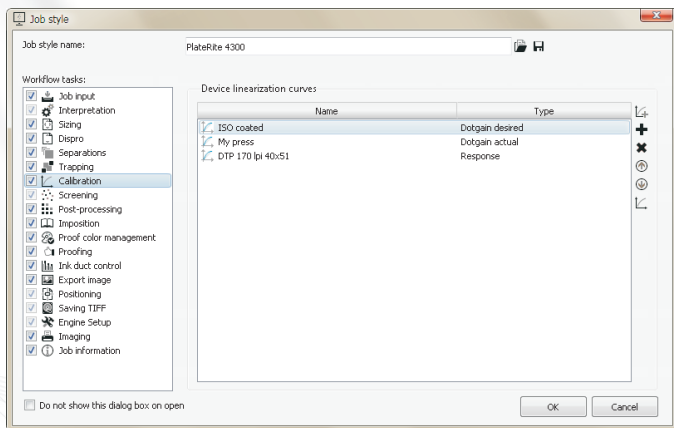 Job style
Job style name:
PlateRite 4300
Workflow tasks:
Job input
Interpretation
Sizing
Dispro
Separations
Trapping
Calibration
Screening
Post-processing
Imposition
Proof color management
Proofing
Ink duct control
Export image
Positioning
Saving TIFF
Engine Setup
Imaging
Job information
Device linearization curves
Name Type
ISO coated Dotgain desired
My press Dotgain actual
DTP 170 lpi 40x51 Response
Do not show this dialog box on open
OK Cancel